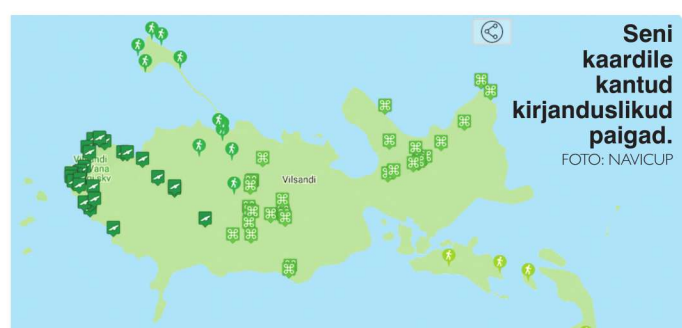 Seni
kaardile
kantud
kirjanduslikud
paigad.
FOTO: NAVICUP
Vilsandi